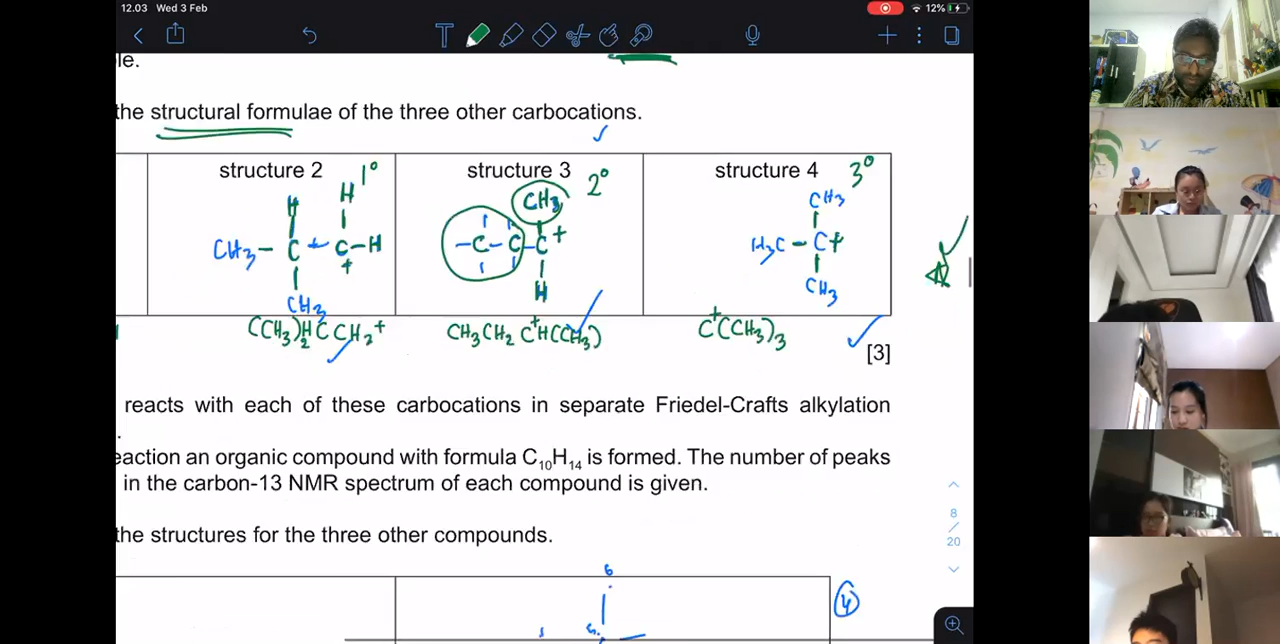 12.03 Wed 3 Feb
12%
T
le.
the structural formulae of the three other carbocations.
structure 2
1°
H
H
CH3 – C – C – H
+
CH3
(CH3)2HCCH2+
structure 3
2°
CH3
– C – C – C +
H
CH3CH2C+H(CH3)
structure 4
3°
CH3
H3C – C+
CH3
C+(CH3)3
[3]
reacts with each of these carbocations in separate Friedel-Crafts alkylation
.
eaction an organic compound with formula C10H14 is formed. The number of peaks
in the carbon-13 NMR spectrum of each compound is given.
the structures for the three other compounds.
8
/
20
6
4